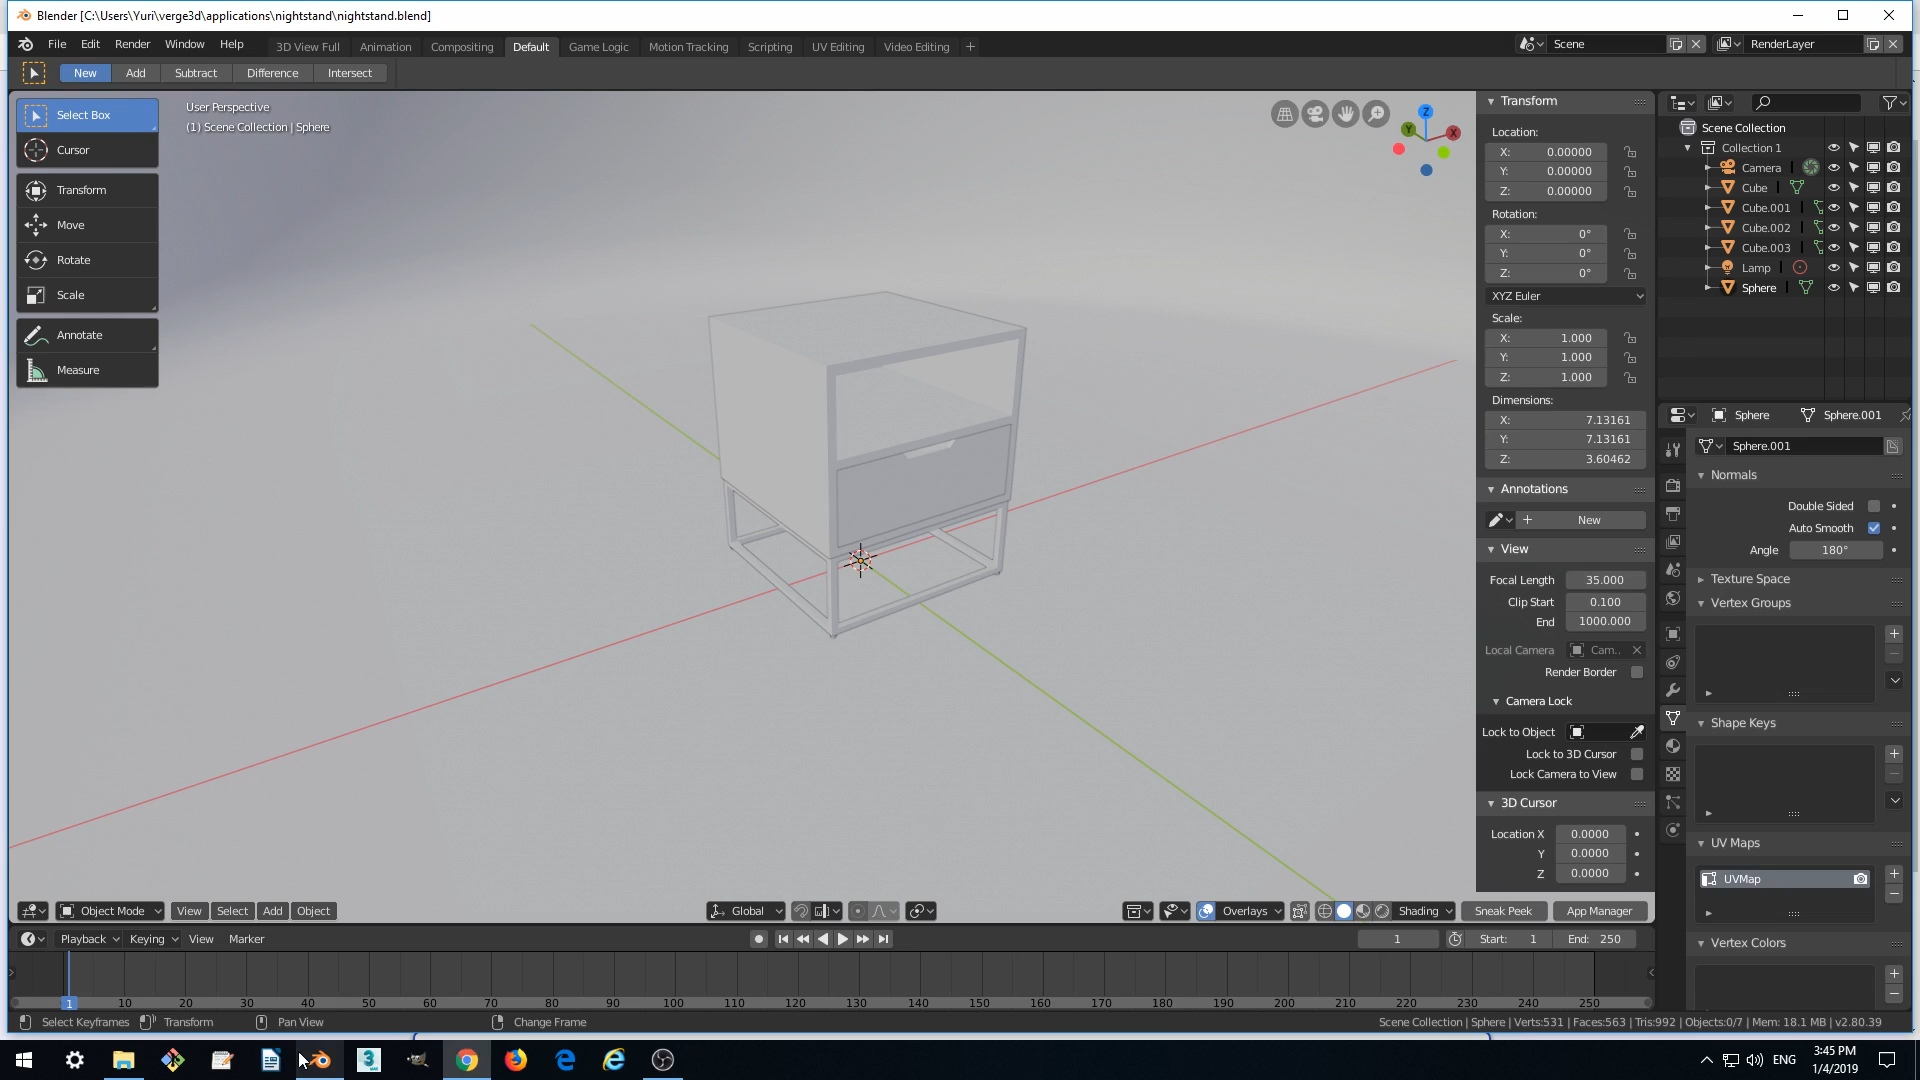 Blender [C:\Users\Yuri\verge3d\applications\nightstand\nightstand.blend]
File Edit Render Window Help 3D View Full Animation Compositing Default Game Logic Motion Tracking Scripting UV Editing Video Editing + Scene RenderLayer
New Add Subtract Difference Intersect
Select Box
Cursor
Transform
Move
Rotate
Scale
Annotate
Measure
User Perspective
(1) Scene Collection | Sphere
Z
Y
X
Transform
Location:
X: 0.00000
Y: 0.00000
Z: 0.00000
Rotation:
X: 0°
Y: 0°
Z: 0°
XYZ Euler
Scale:
X: 1.000
Y: 1.000
Z: 1.000
Dimensions:
X: 7.13161
Y: 7.13161
Z: 3.60462
Annotations
+ New
View
Focal Length 35.000
Clip Start 0.100
End 1000.000
Local Camera Cam..
Render Border
Camera Lock
Lock to Object
Lock to 3D Cursor
Lock Camera to View
3D Cursor
Location X 0.0000
Y 0.0000
Z 0.0000
Scene Collection
Collection 1
Camera
Cube
Cube.001
Cube.002
Cube.003
Lamp
Sphere
Sphere Sphere.001
Sphere.001
Normals
Double Sided
Auto Smooth
Angle 180°
Texture Space
Vertex Groups
Shape Keys
UV Maps
UVMap
Vertex Colors
Object Mode View Select Add Object Global Overlays Shading Sneak Peek App Manager
Playback Keying View Marker 1 Start: 1 End: 250
1 10 20 30 40 50 60 70 80 90 100 110 120 130 140 150 160 170 180 190 200 210 220 230 240 250
Select Keyframes Transform Pan View Change Frame Scene Collection | Sphere | Verts:531 | Faces:563 | Tris:992 | Objects:0/7 | Mem: 18.1 MB | v2.80.39
ENG
3:45 PM
1/4/2019